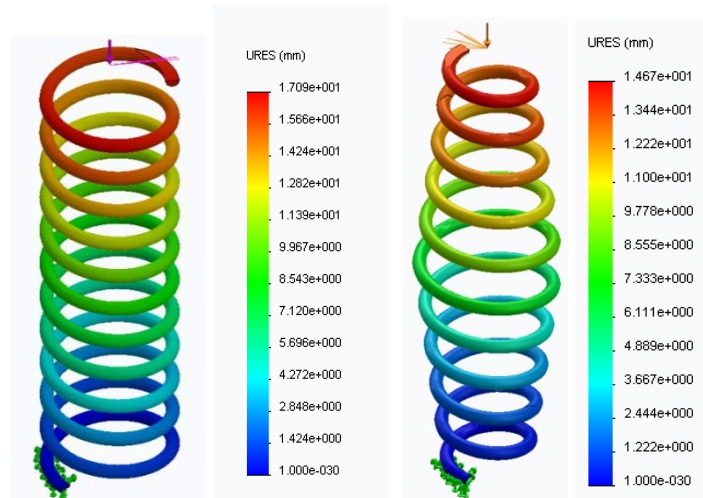 URES (mm)
1.709e+001
1.566e+001
1.424e+001
1.282e+001
1.139e+001
9.967e+000
8.543e+000
7.120e+000
5.696e+000
4.272e+000
2.848e+000
1.424e+000
1.000e-030
URES (mm)
1.467e+001
1.344e+001
1.222e+001
1.100e+001
9.778e+000
8.555e+000
7.333e+000
6.111e+000
4.889e+000
3.667e+000
2.444e+000
1.222e+000
1.000e-030